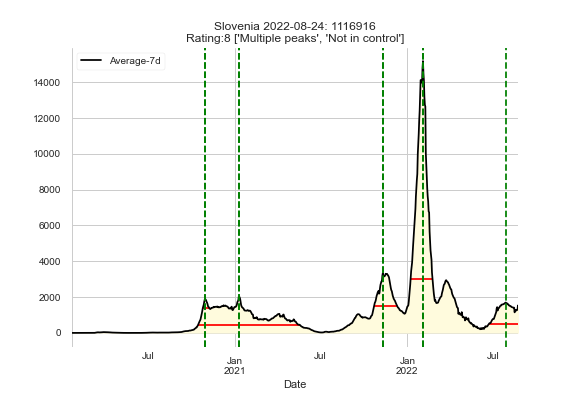 Slovenia 2022-08-24: 1116916
Rating:8 ['Multiple peaks', 'Not in control']
Average-7d
14000
12000
10000
8000
6000
4000
2000
0
Jul
Jan
2021
Jul
Jan
2022
Jul
Date